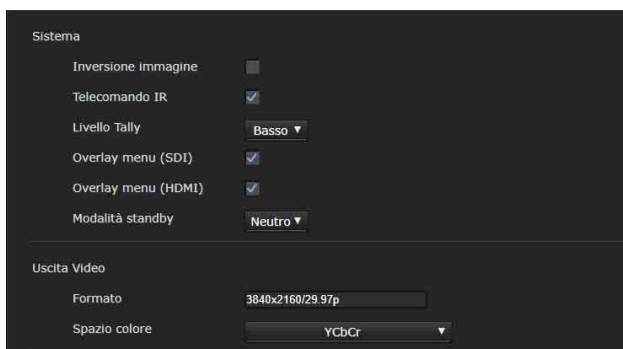 Sistema
Inversione immagine
Telecomando IR
Livello Tally Basso ▼
Overlay menu (SDI)
Overlay menu (HDMI)
Modalità standby Neutro ▼
Uscita Video
Formato 3840x2160/29.97p
Spazio colore YCbCr ▼